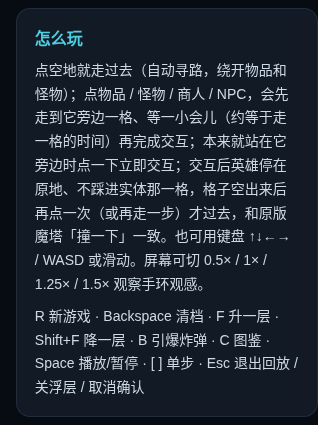 怎么玩
点空地就走过去（自动寻路，绕开物品和
怪物）；点物品 / 怪物 / 商人 / NPC，会先
走到它旁边一格、等一小会儿（约等于走
一格的时间）再完成交互；本来就站在它
旁边时点一下立即交互；交互后英雄停在
原地、不踩进实体那一格，格子空出来后
再点一次（或再走一步）才过去，和原版
魔塔「撞一下」一致。也可用键盘 ↑↓←→
/ WASD 或滑动。屏幕可切 0.5× / 1× /
1.25× / 1.5× 观察手环观感。
R 新游戏 · Backspace 清档 · F 升一层 ·
Shift+F 降一层 · B 引爆炸弹 · C 图鉴 ·
Space 播放/暂停 · [ ] 单步 · Esc 退出回放 /
关浮层 / 取消确认